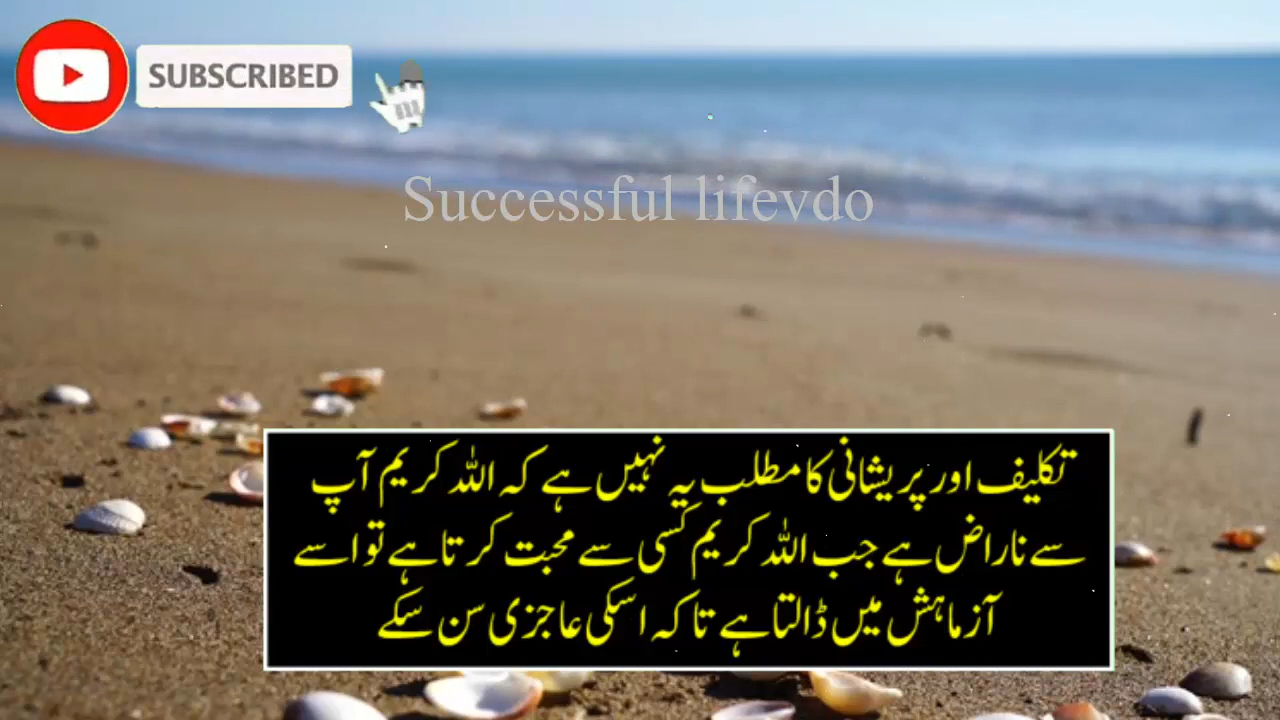 SUBSCRIBED
Successful lifevdo
تکلیف اور پریشانی کا مطلب یہ نہیں ہے کہ اللہ کریم آپ
سے ناراض ہے جب اللہ کریم کسی سے محبت کرتا ہے تو اسے
آزماہش میں ڈالتا ہے تا کہ اسکی عاجزی سن سکے